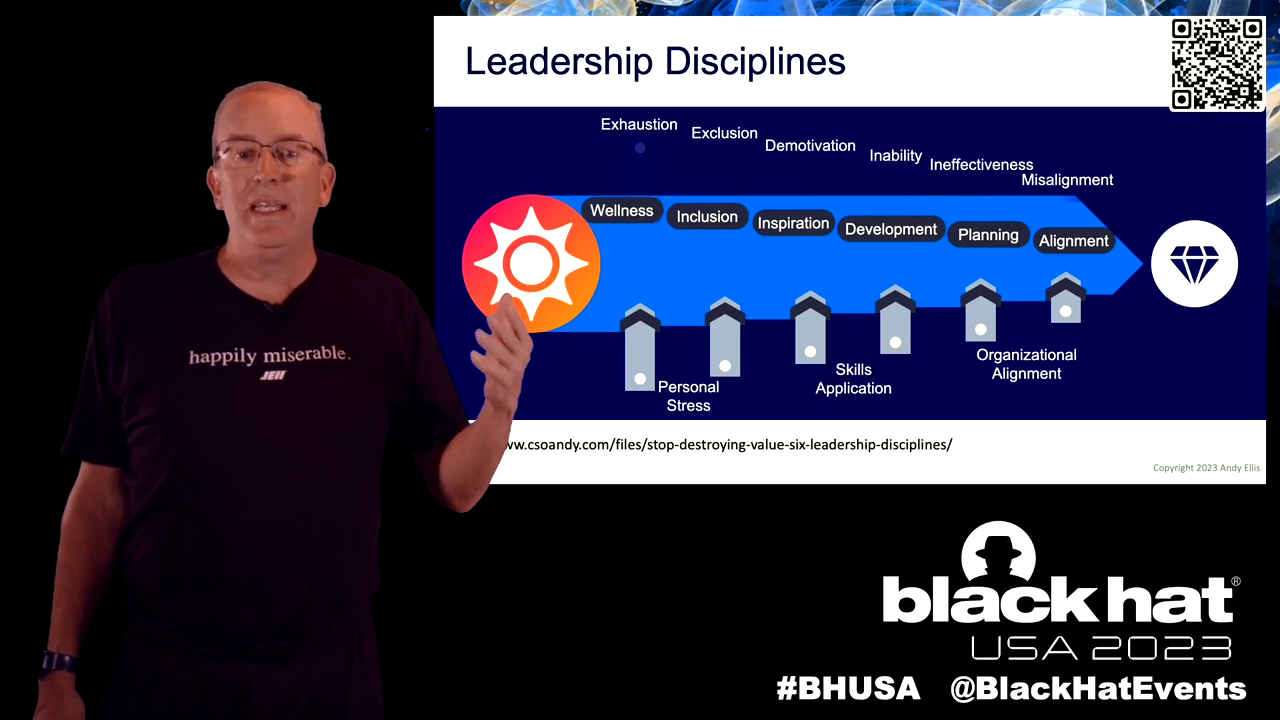 Leadership Disciplines
Exhaustion
Exclusion
Demotivation
Inability
Ineffectiveness
Misalignment
Wellness
Inclusion
Inspiration
Development
Planning
Alignment
happily miserable.
Personal
Stress
Skills
Application
Organizational
Alignment
.csoandy.com/files/stop-destroying-value-six-leadership-disciplines/
Copyright 2023 Andy Ellis
black hat®
USA 2023
#BHUSA @BlackHatEvents